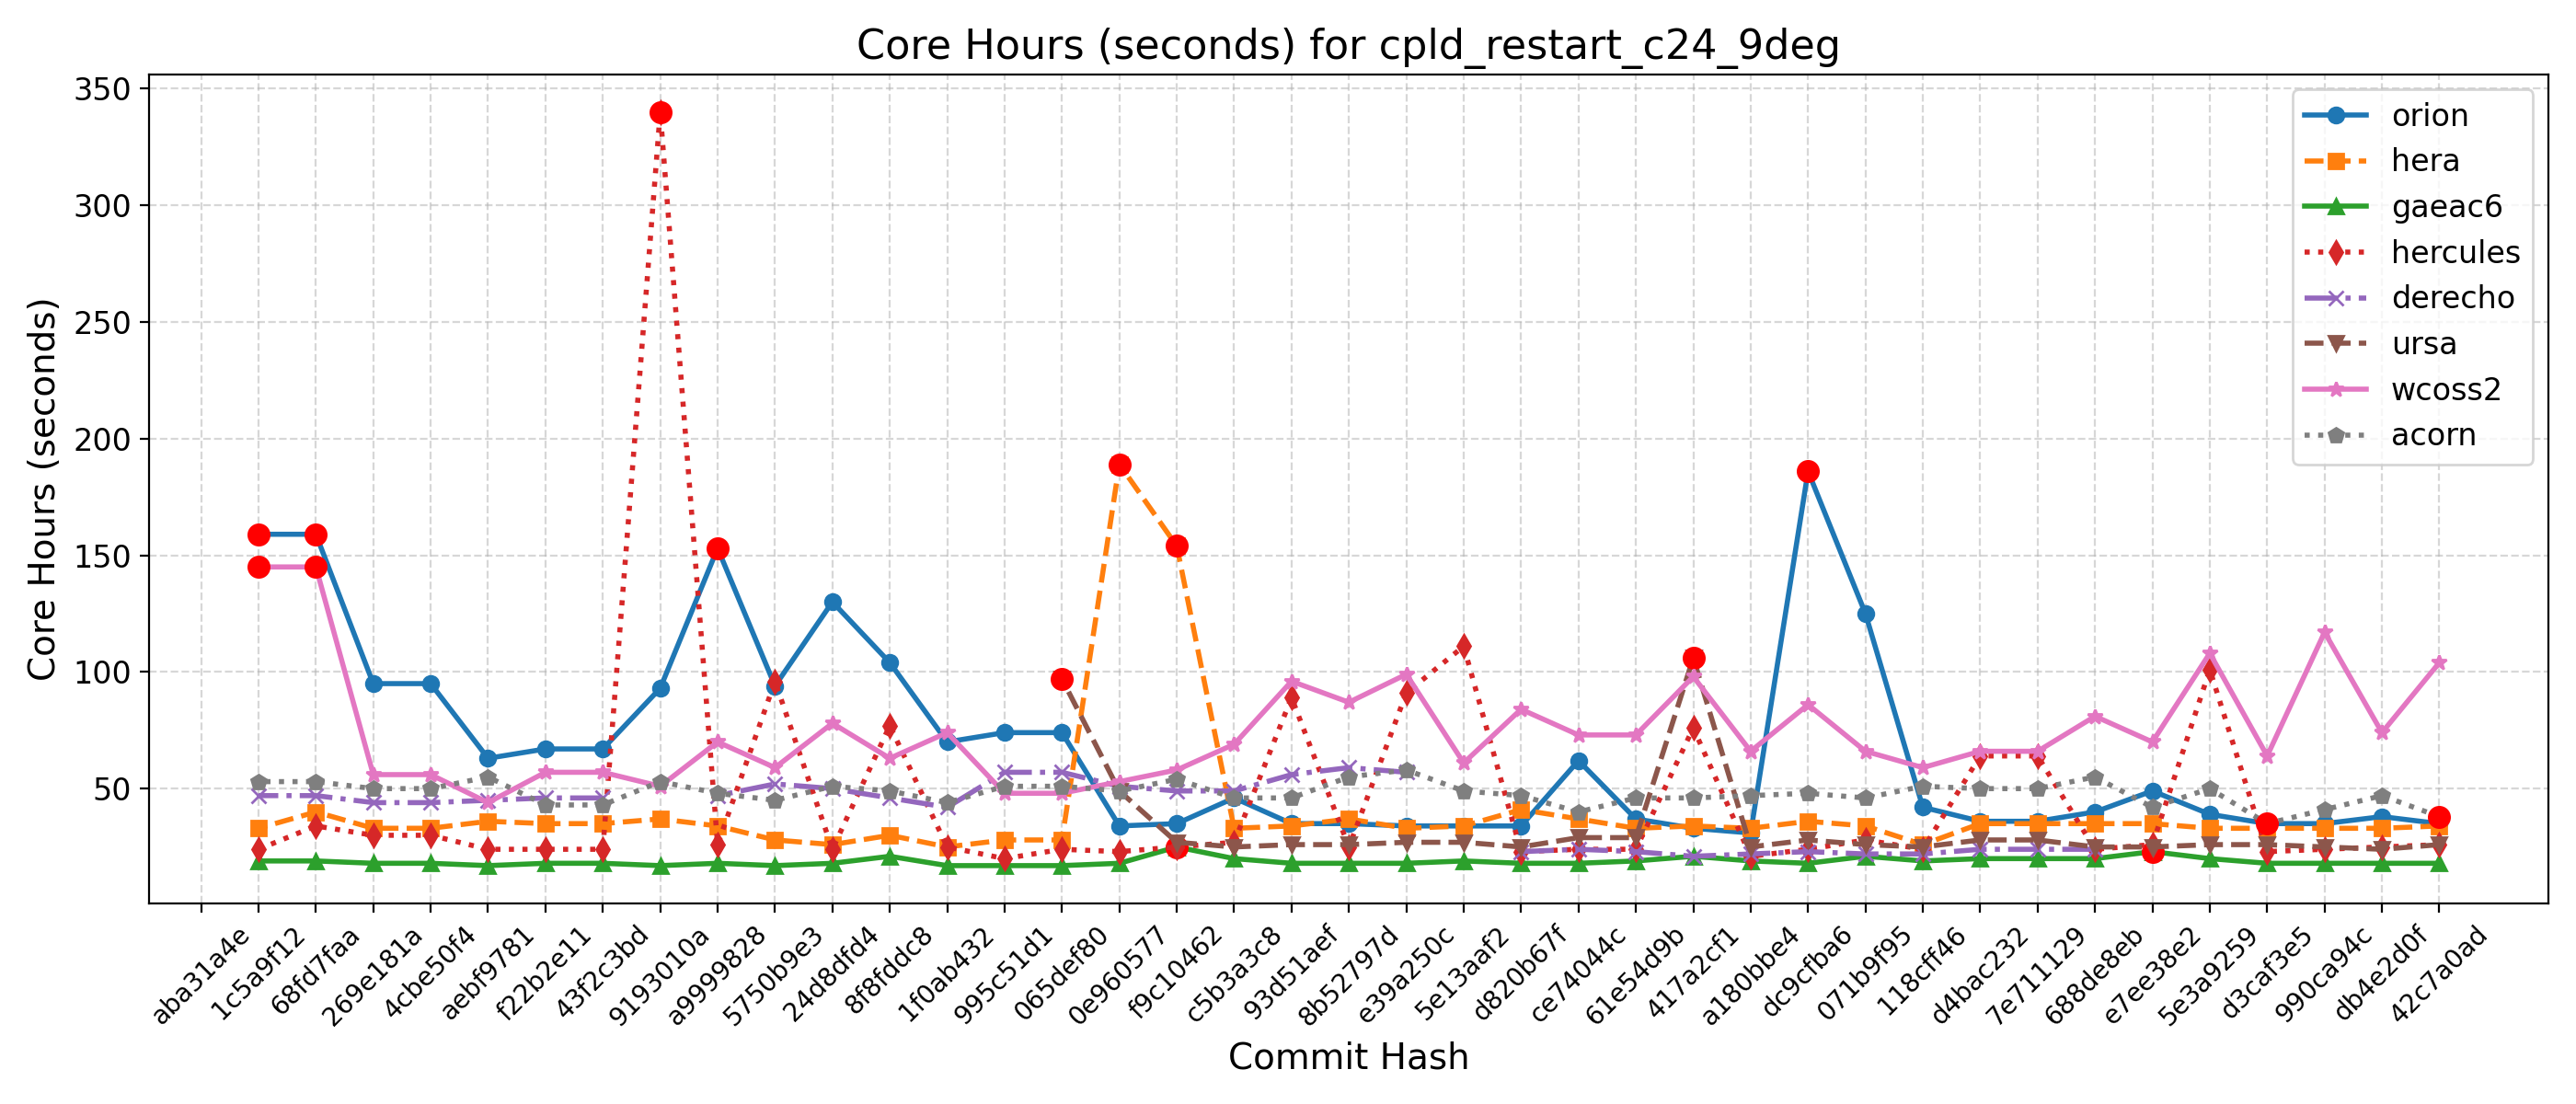 Core Hours (seconds) for cpld_restart_c24_9deg
Core Hours (seconds)
350
300
250
200
150
100
50
orion
hera
gaeac6
hercules
derecho
ursa
wcoss2
acorn
aba31a4e
1c5a9f12
68fd7faa
269e181a
4cbe50f4
aebf9781
f22b2e11
43f2c3bd
9193010a
a9999828
5750b9e3
24d8dfd4
8f8fddc8
1f0ab432
995c51d1
065def80
0e960577
f9c10462
c5b3a3c8
93d51aef
8b52797d
e39a250c
5e13aaf2
d820b67f
ce74044c
61e54d9b
417a2cf1
a180bbe4
dc9cfba6
071b9f95
118cff46
d4bac232
7e711129
688de8eb
e7ee38e2
5e3a9259
d3caf3e5
990ca94c
db4e2d0f
42c7a0ad
Commit Hash